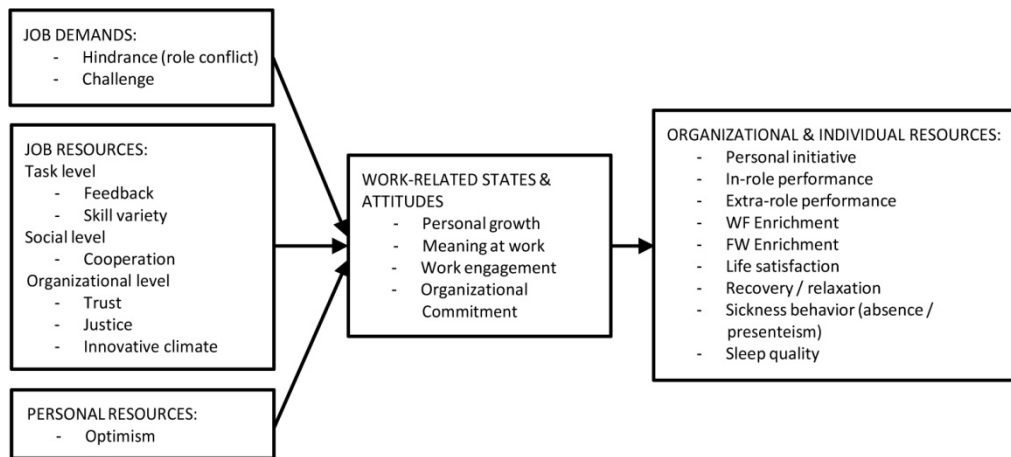 JOB DEMANDS:
- Hindrance (role conflict)
- Challenge
JOB RESOURCES:
Task level
- Feedback
- Skill variety
Social level
- Cooperation
Organizational level
- Trust
- Justice
- Innovative climate
PERSONAL RESOURCES:
- Optimism
WORK-RELATED STATES &
ATTITUDES
- Personal growth
- Meaning at work
- Work engagement
- Organizational
Commitment
ORGANIZATIONAL & INDIVIDUAL RESOURCES:
- Personal initiative
- In-role performance
- Extra-role performance
- WF Enrichment
- FW Enrichment
- Life satisfaction
- Recovery / relaxation
- Sickness behavior (absence /
presenteism)
- Sleep quality